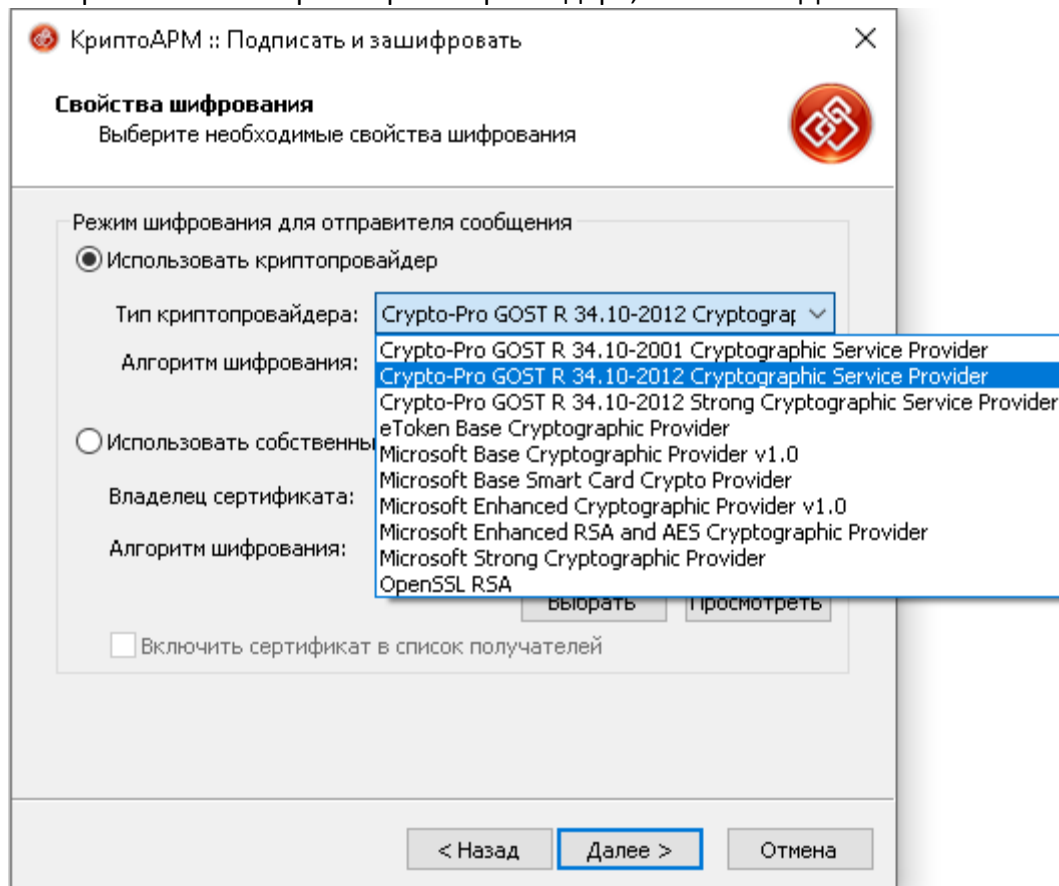 КриптоАРМ :: Подписать и зашифровать
Свойства шифрования
Выберите необходимые свойства шифрования
Режим шифрования для отправителя сообщения
Использовать криптопровайдер
Тип криптопровайдера: Crypto-Pro GOST R 34.10-2012 Cryptograp
Алгоритм шифрования:
Crypto-Pro GOST R 34.10-2001 Cryptographic Service Provider
Crypto-Pro GOST R 34.10-2012 Cryptographic Service Provider
Crypto-Pro GOST R 34.10-2012 Strong Cryptographic Service Provider
eToken Base Cryptographic Provider
Microsoft Base Cryptographic Provider v1.0
Microsoft Base Smart Card Crypto Provider
Microsoft Enhanced Cryptographic Provider v1.0
Microsoft Enhanced RSA and AES Cryptographic Provider
Microsoft Strong Cryptographic Provider
OpenSSL RSA
Использовать собственны
Владелец сертификата:
Алгоритм шифрования:
Выбрать Просмотреть
Включить сертификат в список получателей
< Назад Далее > Отмена